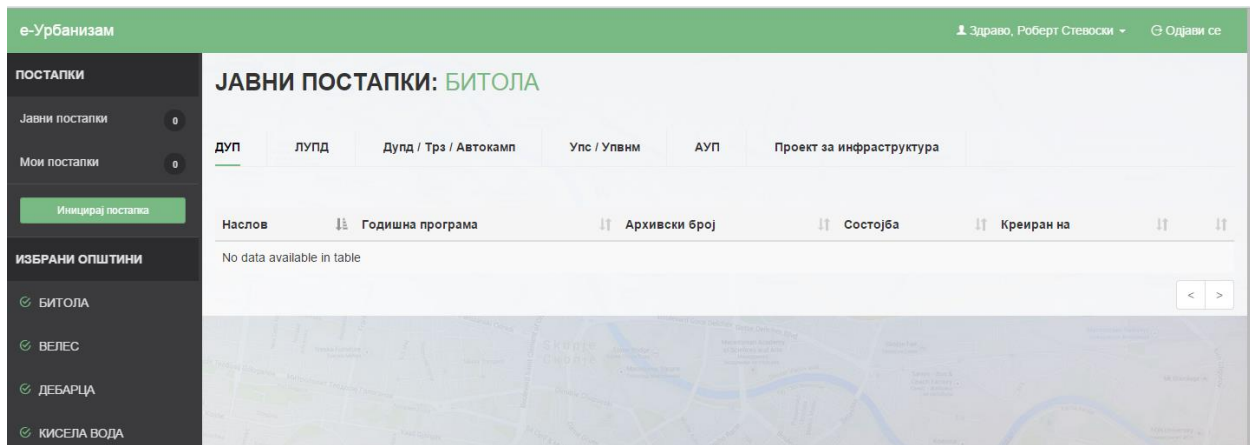 е-Урбанизам
Здраво, Роберт Стевоски
Одјави се
ПОСТАПКИ
Јавни постапки 0
Мои постапки 0
Иницирај постапка
ИЗБРАНИ ОПШТИНИ
БИТОЛА
ВЕЛЕС
ДЕБАРЦА
КИСЕЛА ВОДА
ЈАВНИ ПОСТАПКИ: БИТОЛА
ДУП ЛУПД Дупд / Трз / Автокамп Упс / Упвнм АУП Проект за инфраструктура
Наслов Годишна програма Архивски број Состојба Креиран на
No data available in table
< >